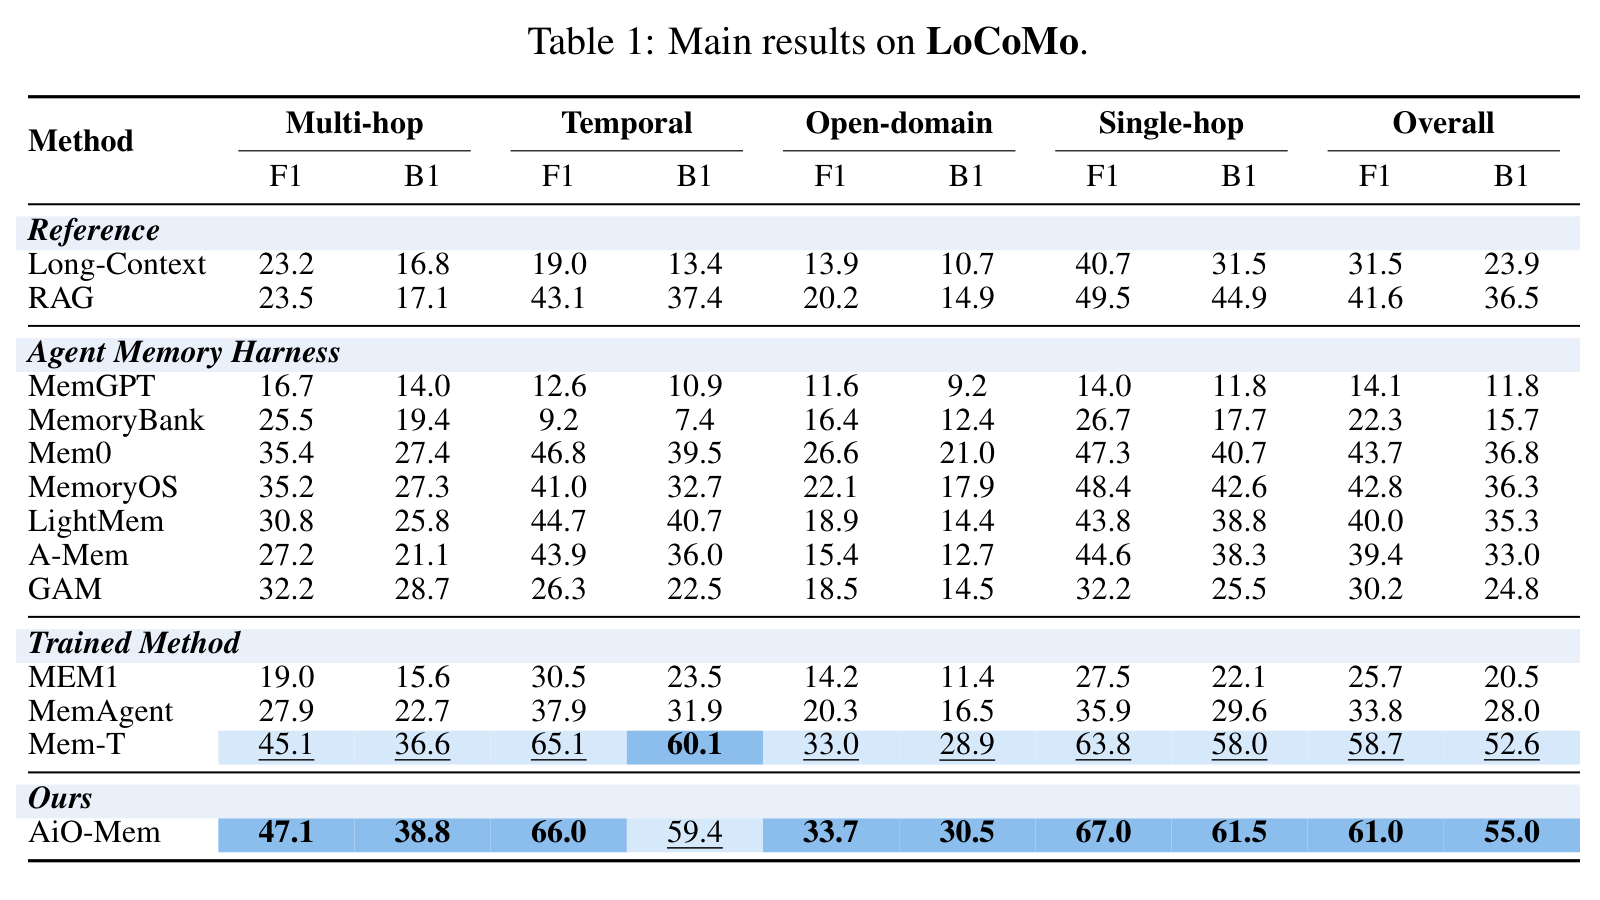 Table 1: Main results on LoCoMo.
Method Multi-hop Temporal Open-domain Single-hop Overall
F1 B1 F1 B1 F1 B1 F1 B1 F1 B1
Reference
Long-Context 23.2 16.8 19.0 13.4 13.9 10.7 40.7 31.5 31.5 23.9
RAG 23.5 17.1 43.1 37.4 20.2 14.9 49.5 44.9 41.6 36.5
Agent Memory Harness
MemGPT 16.7 14.0 12.6 10.9 11.6 9.2 14.0 11.8 14.1 11.8
MemoryBank 25.5 19.4 9.2 7.4 16.4 12.4 26.7 17.7 22.3 15.7
Mem0 35.4 27.4 46.8 39.5 26.6 21.0 47.3 40.7 43.7 36.8
MemoryOS 35.2 27.3 41.0 32.7 22.1 17.9 48.4 42.6 42.8 36.3
LightMem 30.8 25.8 44.7 40.7 18.9 14.4 43.8 38.8 40.0 35.3
A-Mem 27.2 21.1 43.9 36.0 15.4 12.7 44.6 38.3 39.4 33.0
GAM 32.2 28.7 26.3 22.5 18.5 14.5 32.2 25.5 30.2 24.8
Trained Method
MEM1 19.0 15.6 30.5 23.5 14.2 11.4 27.5 22.1 25.7 20.5
MemAgent 27.9 22.7 37.9 31.9 20.3 16.5 35.9 29.6 33.8 28.0
Mem-T 45.1 36.6 65.1 60.1 33.0 28.9 63.8 58.0 58.7 52.6
Ours
AiO-Mem 47.1 38.8 66.0 59.4 33.7 30.5 67.0 61.5 61.0 55.0